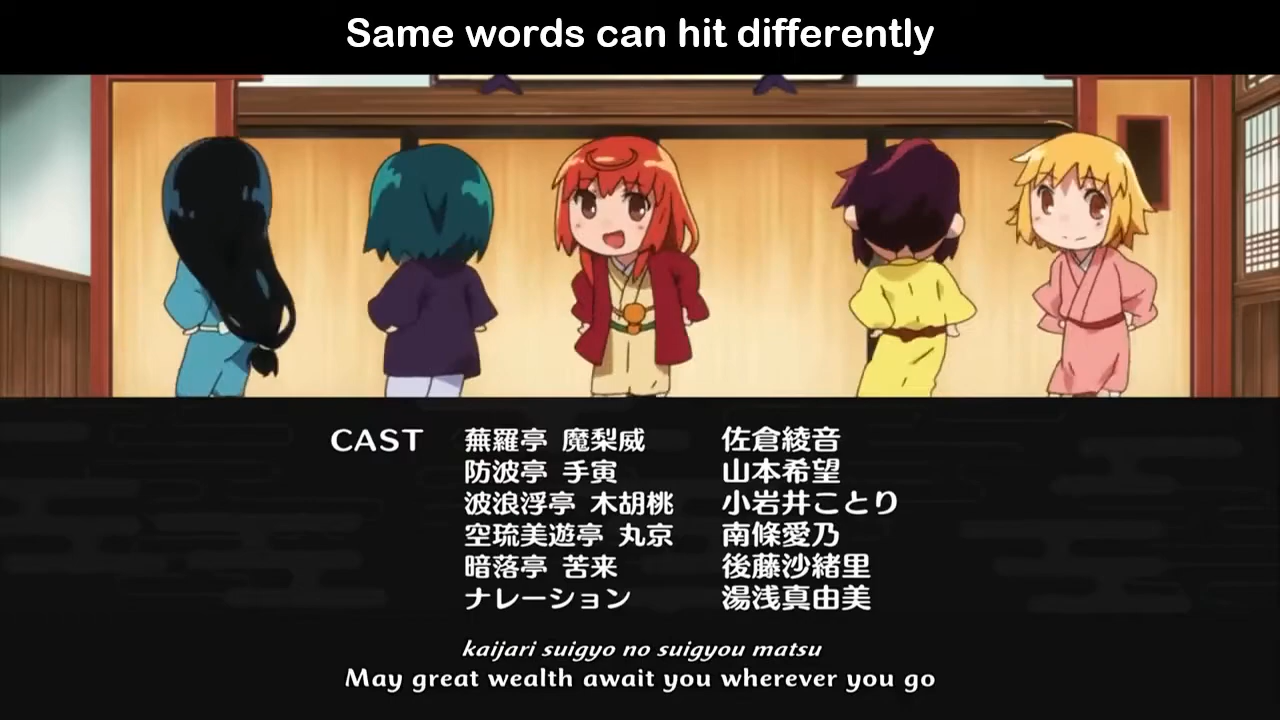 Same words can hit differently
CAST 蕪羅亭 魔梨威 佐倉綾音
防波亭 手寅 山本希望
波浪浮亭 木胡桃 小岩井ことり
空琉美遊亭 丸京 南條愛乃
暗落亭 苦来 後藤沙緒里
ナレーション 湯浅真由美
kaijari suigyo no suigyou matsu
May great wealth await you wherever you go